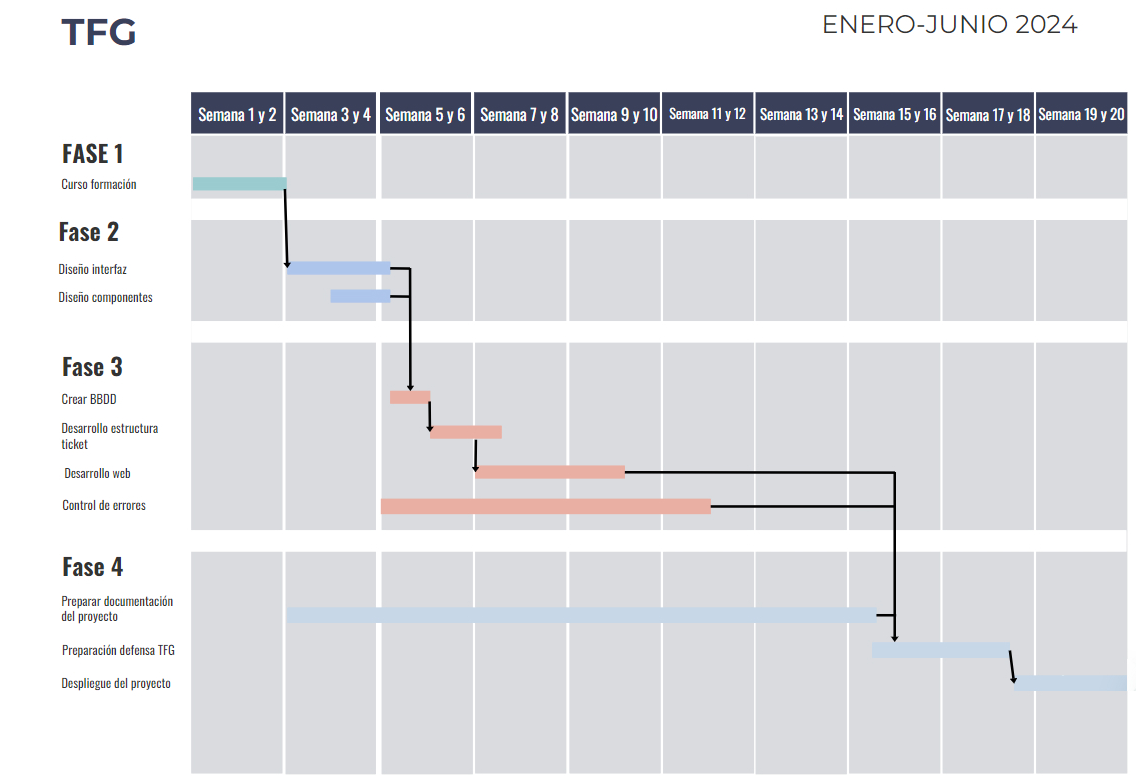 TFG
ENERO-JUNIO 2024
Semana 1 y 2
Semana 3 y 4
Semana 5 y 6
Semana 7 y 8
Semana 9 y 10
Semana 11 y 12
Semana 13 y 14
Semana 15 y 16
Semana 17 y 18
Semana 19 y 20
FASE 1
Curso formación
Fase 2
Diseño interfaz
Diseño componentes
Fase 3
Crear BBDD
Desarrollo estructura
ticket
Desarrollo web
Control de errores
Fase 4
Preparar documentación
del proyecto
Preparación defensa TFG
Despliegue del proyecto